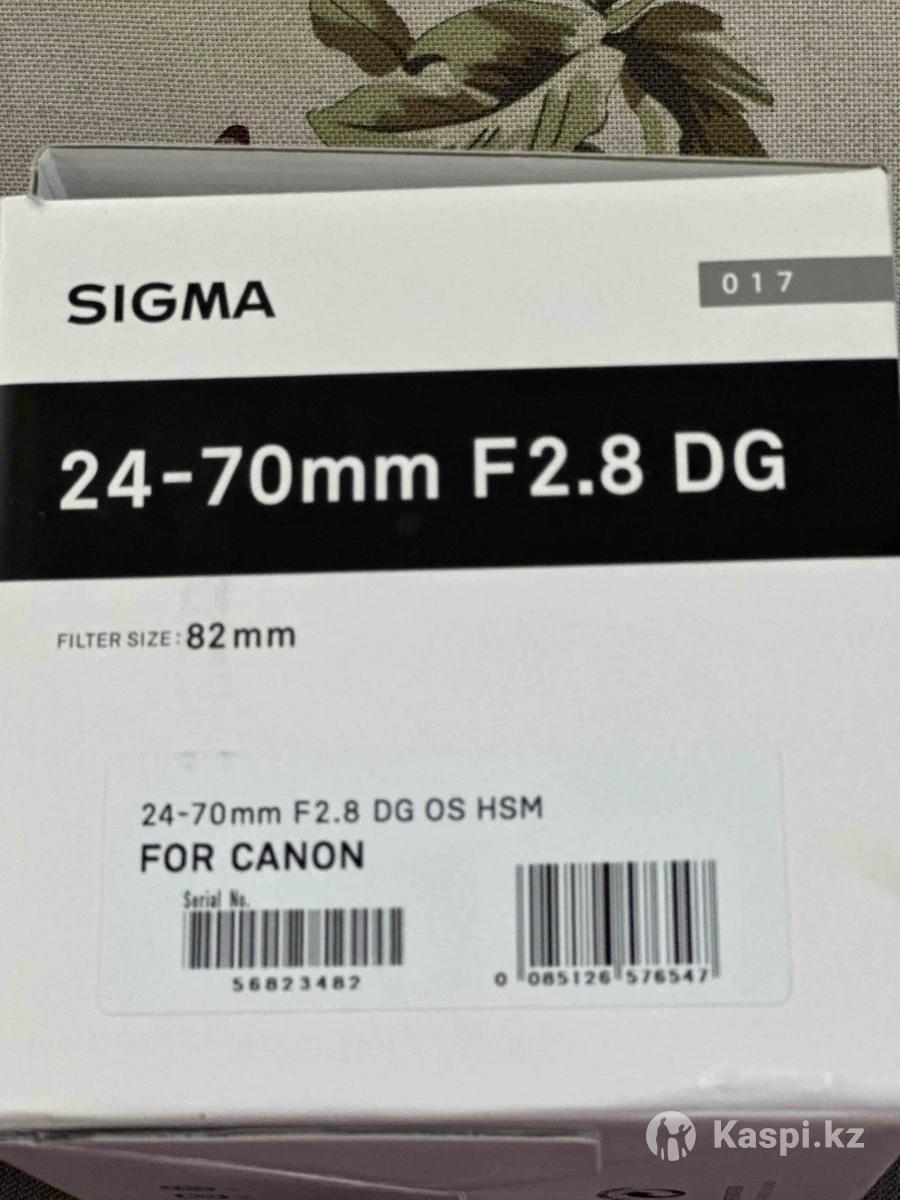 SIGMA
017
24-70mm F2.8 DG
FILTER SIZE: 82mm
24-70mm F2.8 DG OS HSM
FOR CANON
Serial No.
56823482
0 085126 576547
Kaspi.kz